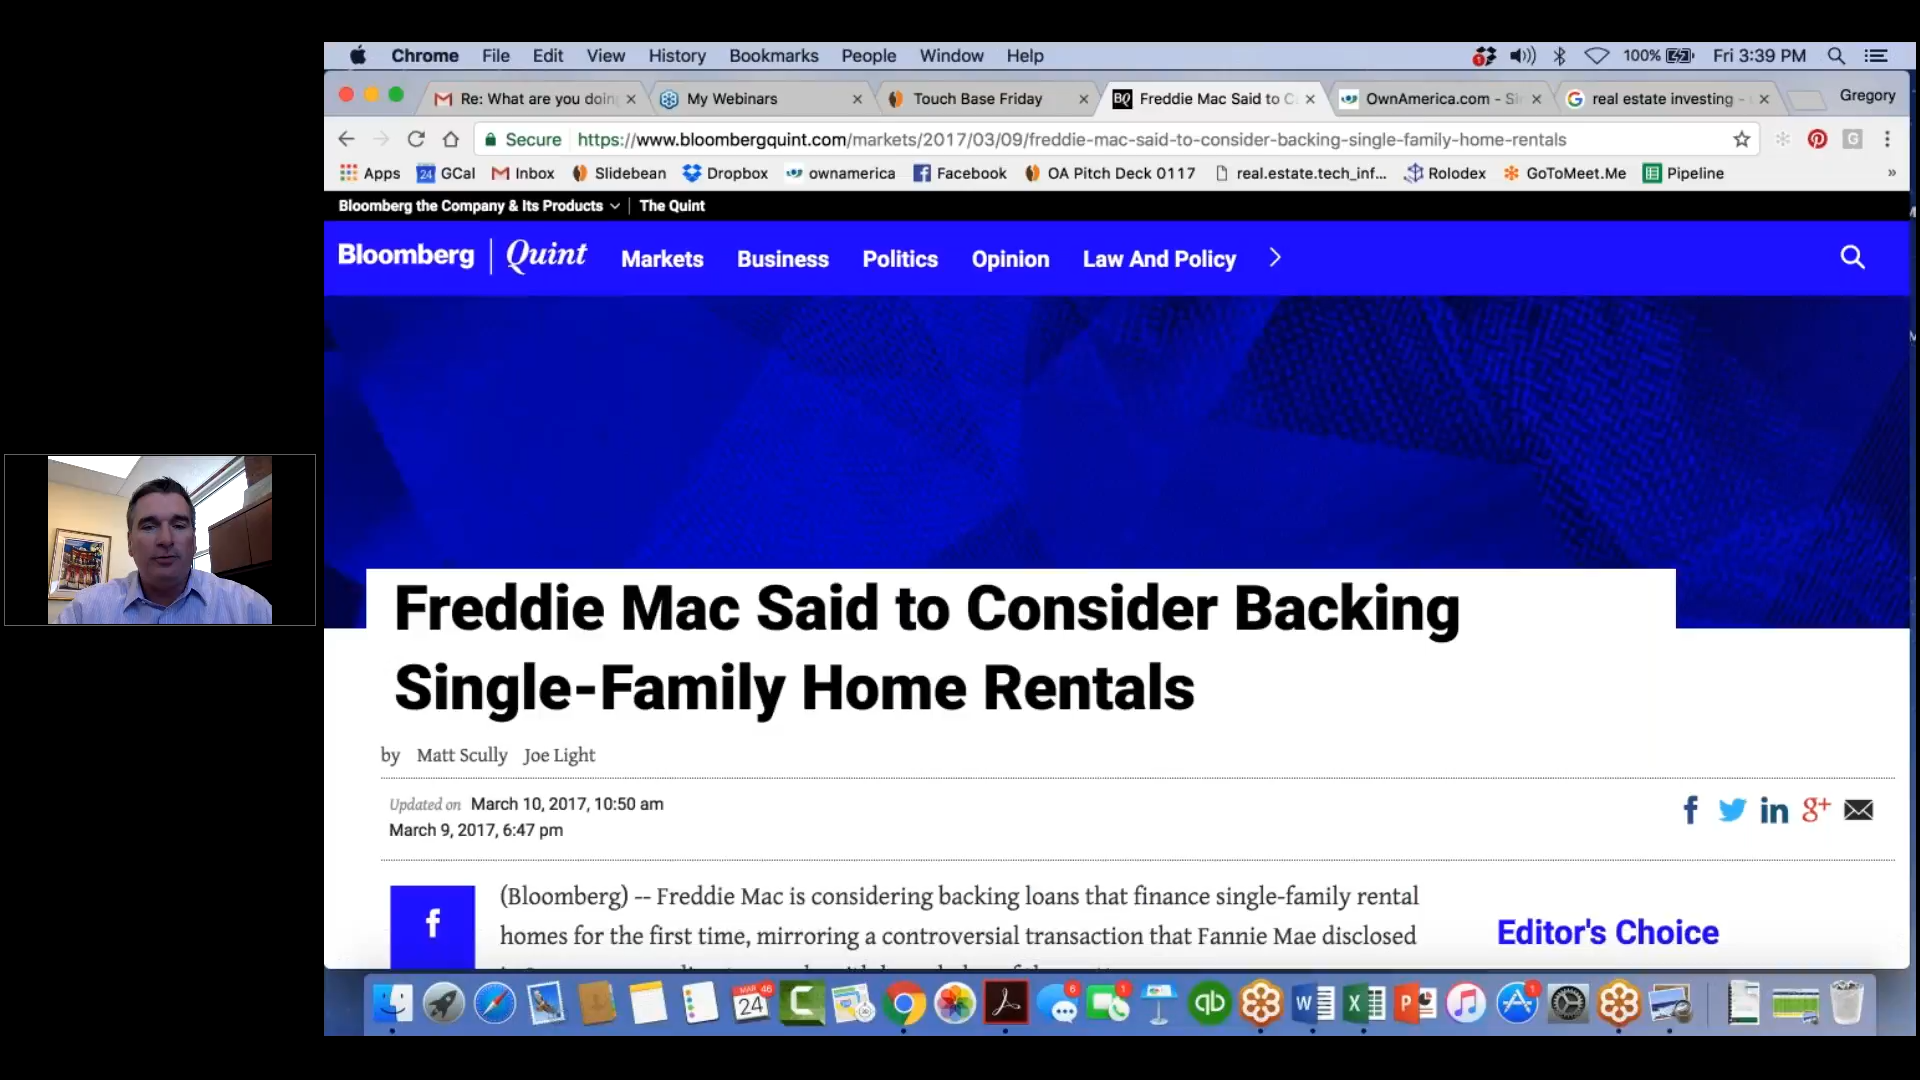 Chrome File Edit View History Bookmarks People Window Help 100% Fri 3:39 PM
Re: What are you doin My Webinars Touch Base Friday Freddie Mac Said to C OwnAmerica.com - Si real estate investing - Gregory
Secure https://www.bloombergquint.com/markets/2017/03/09/freddie-mac-said-to-consider-backing-single-family-home-rentals
Apps 24 GCal Inbox Slidebean Dropbox ownamerica Facebook OA Pitch Deck 0117 real.estate.tech_inf... Rolodex GoToMeet.Me Pipeline »
Bloomberg the Company & Its Products The Quint
Bloomberg | Quint Markets Business Politics Opinion Law And Policy
Freddie Mac Said to Consider Backing
Single-Family Home Rentals
by Matt Scully Joe Light
Updated on March 10, 2017, 10:50 am
March 9, 2017, 6:47 pm
(Bloomberg) -- Freddie Mac is considering backing loans that finance single-family rental
homes for the first time, mirroring a controversial transaction that Fannie Mae disclosed
Editor's Choice
MAR 24 46